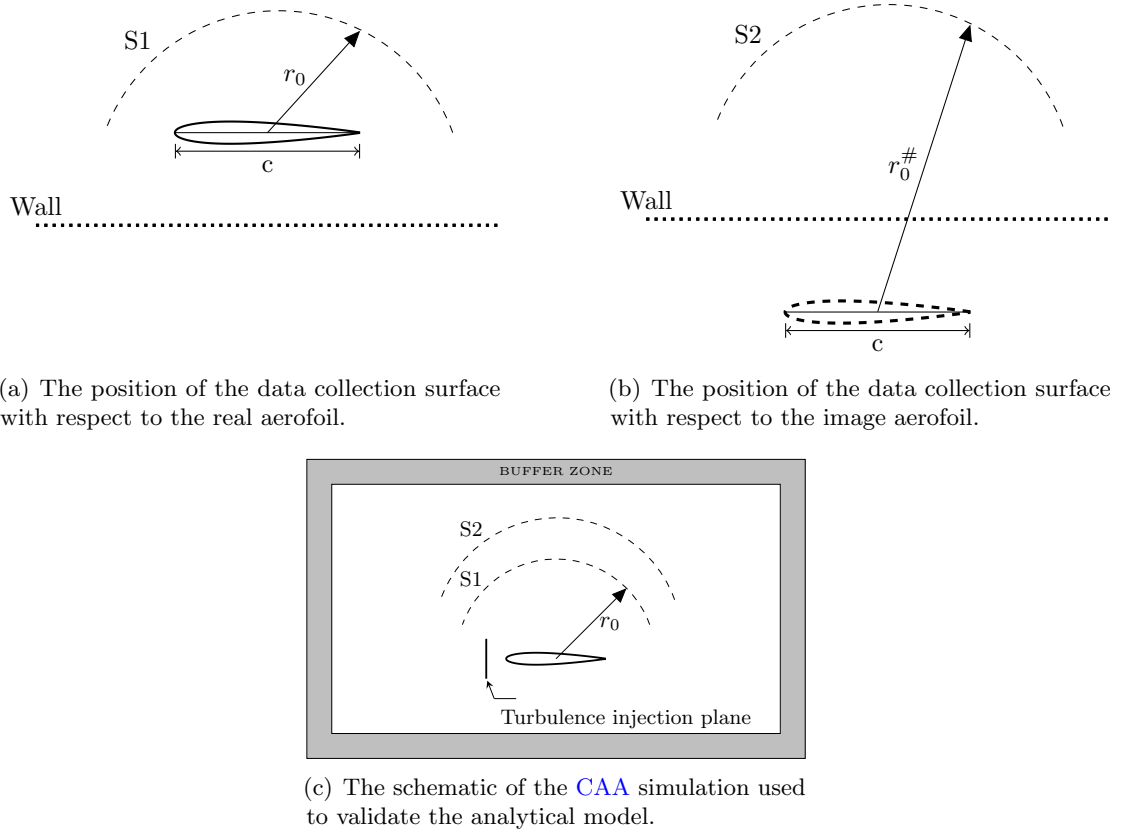 S1
r₀
c
Wall
S2
r₀^#
Wall
c
(a) The position of the data collection surface
with respect to the real aerofoil.
(b) The position of the data collection surface
with respect to the image aerofoil.
BUFFER ZONE
S2
S1
r₀
Turbulence injection plane
(c) The schematic of the CAA simulation used
to validate the analytical model.